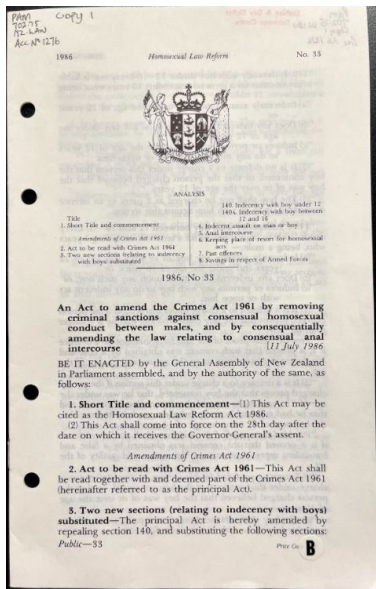 PAM
Copy 1
702.75
NZ LAW
ACC Nº 1276
1986 Homosexual Law Reform No. 33
ANALYSIS
Title
1. Short Title and commencement
Amendments of Crimes Act 1961
2. Act to be read with Crimes Act 1961
3. Two new sections relating to indecency
with boys substituted
140. Indecency with boy under 12
140A. Indecency with boy between
12 and 16
4. Indecent assault on man or boy
5. Anal intercourse
6. Keeping place of resort for homosexual
acts
7. Past offences
8. Savings in respect of Armed Forces
1986, No 33
An Act to amend the Crimes Act 1961 by removing
criminal sanctions against consensual homosexual
conduct between males, and by consequentially
amending the law relating to consensual anal
intercourse [11 July 1986
BE IT ENACTED by the General Assembly of New Zealand
in Parliament assembled, and by the authority of the same, as
follows:
1. Short Title and commencement—(1) This Act may be
cited as the Homosexual Law Reform Act 1986.
(2) This Act shall come into force on the 28th day after the
date on which it receives the Governor-General's assent.
Amendments of Crimes Act 1961
2. Act to be read with Crimes Act 1961—This Act shall
be read together with and deemed part of the Crimes Act 1961
(hereinafter referred to as the principal Act).
3. Two new sections (relating to indecency with boys)
substituted—The principal Act is hereby amended by
repealing section 140, and substituting the following sections:
Public—33
Price Code B